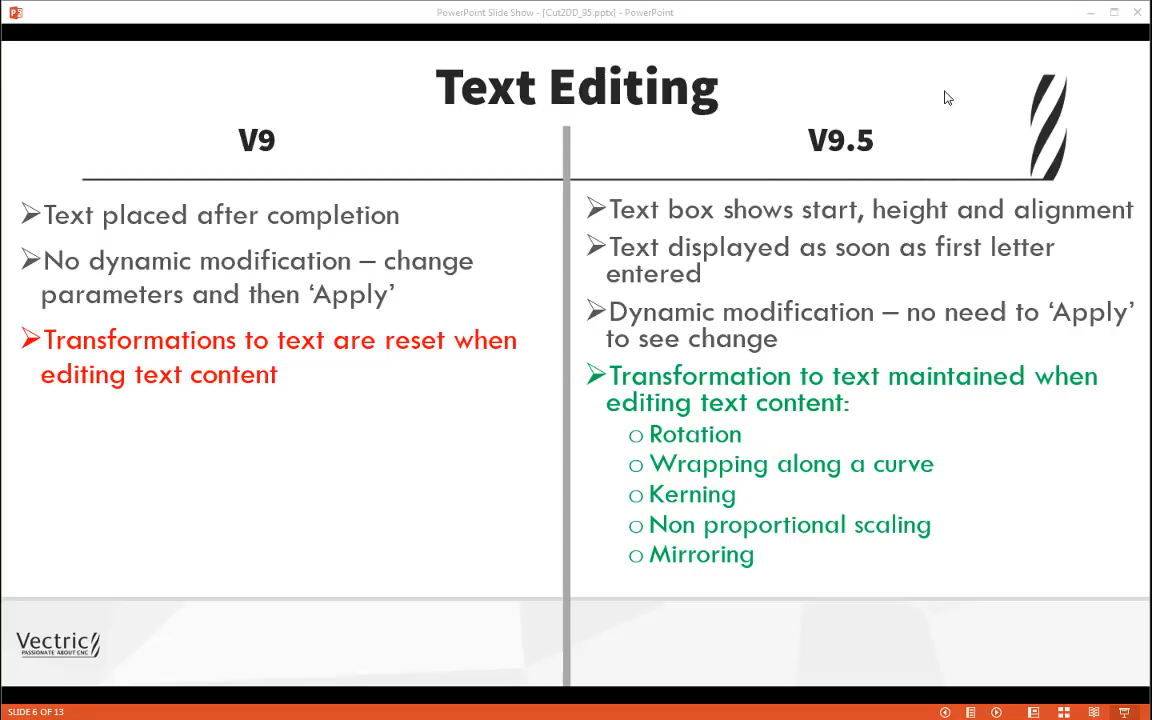 PowerPoint Slide Show - [Cut2DD_95.pptx] - PowerPoint
Text Editing
V9
Text placed after completion
No dynamic modification – change
parameters and then ‘Apply’
Transformations to text are reset when
editing text content
V9.5
Text box shows start, height and alignment
Text displayed as soon as first letter
entered
Dynamic modification – no need to ‘Apply’
to see change
Transformation to text maintained when
editing text content:
Rotation
Wrapping along a curve
Kerning
Non proportional scaling
Mirroring
Vectric
PASSIONATE ABOUT CNC
SLIDE 6 OF 13